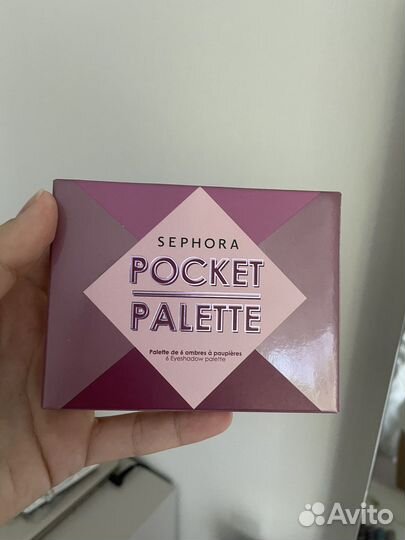 SEPHORA
POCKET
PALETTE
Palette de 6 ombres à paupières
6 Eyeshadow palette
Avito